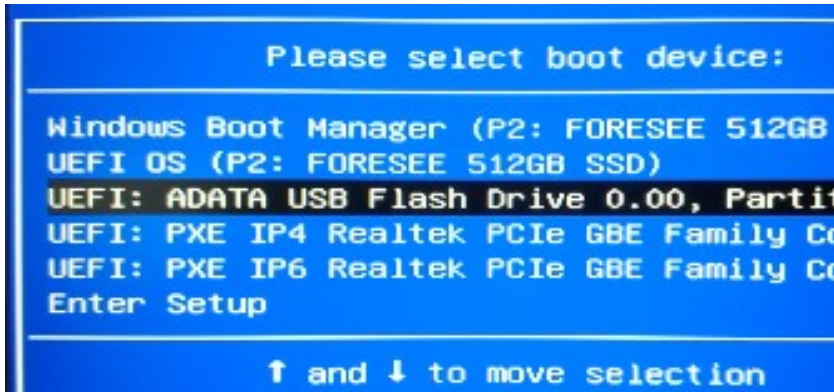 Please select boot device:
Windows Boot Manager (P2: FORESEE 512GB
UEFI OS (P2: FORESEE 512GB SSD)
UEFI: ADATA USB Flash Drive 0.00, Partit
UEFI: PXE IP4 Realtek PCIe GBE Family Co
UEFI: PXE IP6 Realtek PCIe GBE Family Co
Enter Setup
↑ and ↓ to move selection